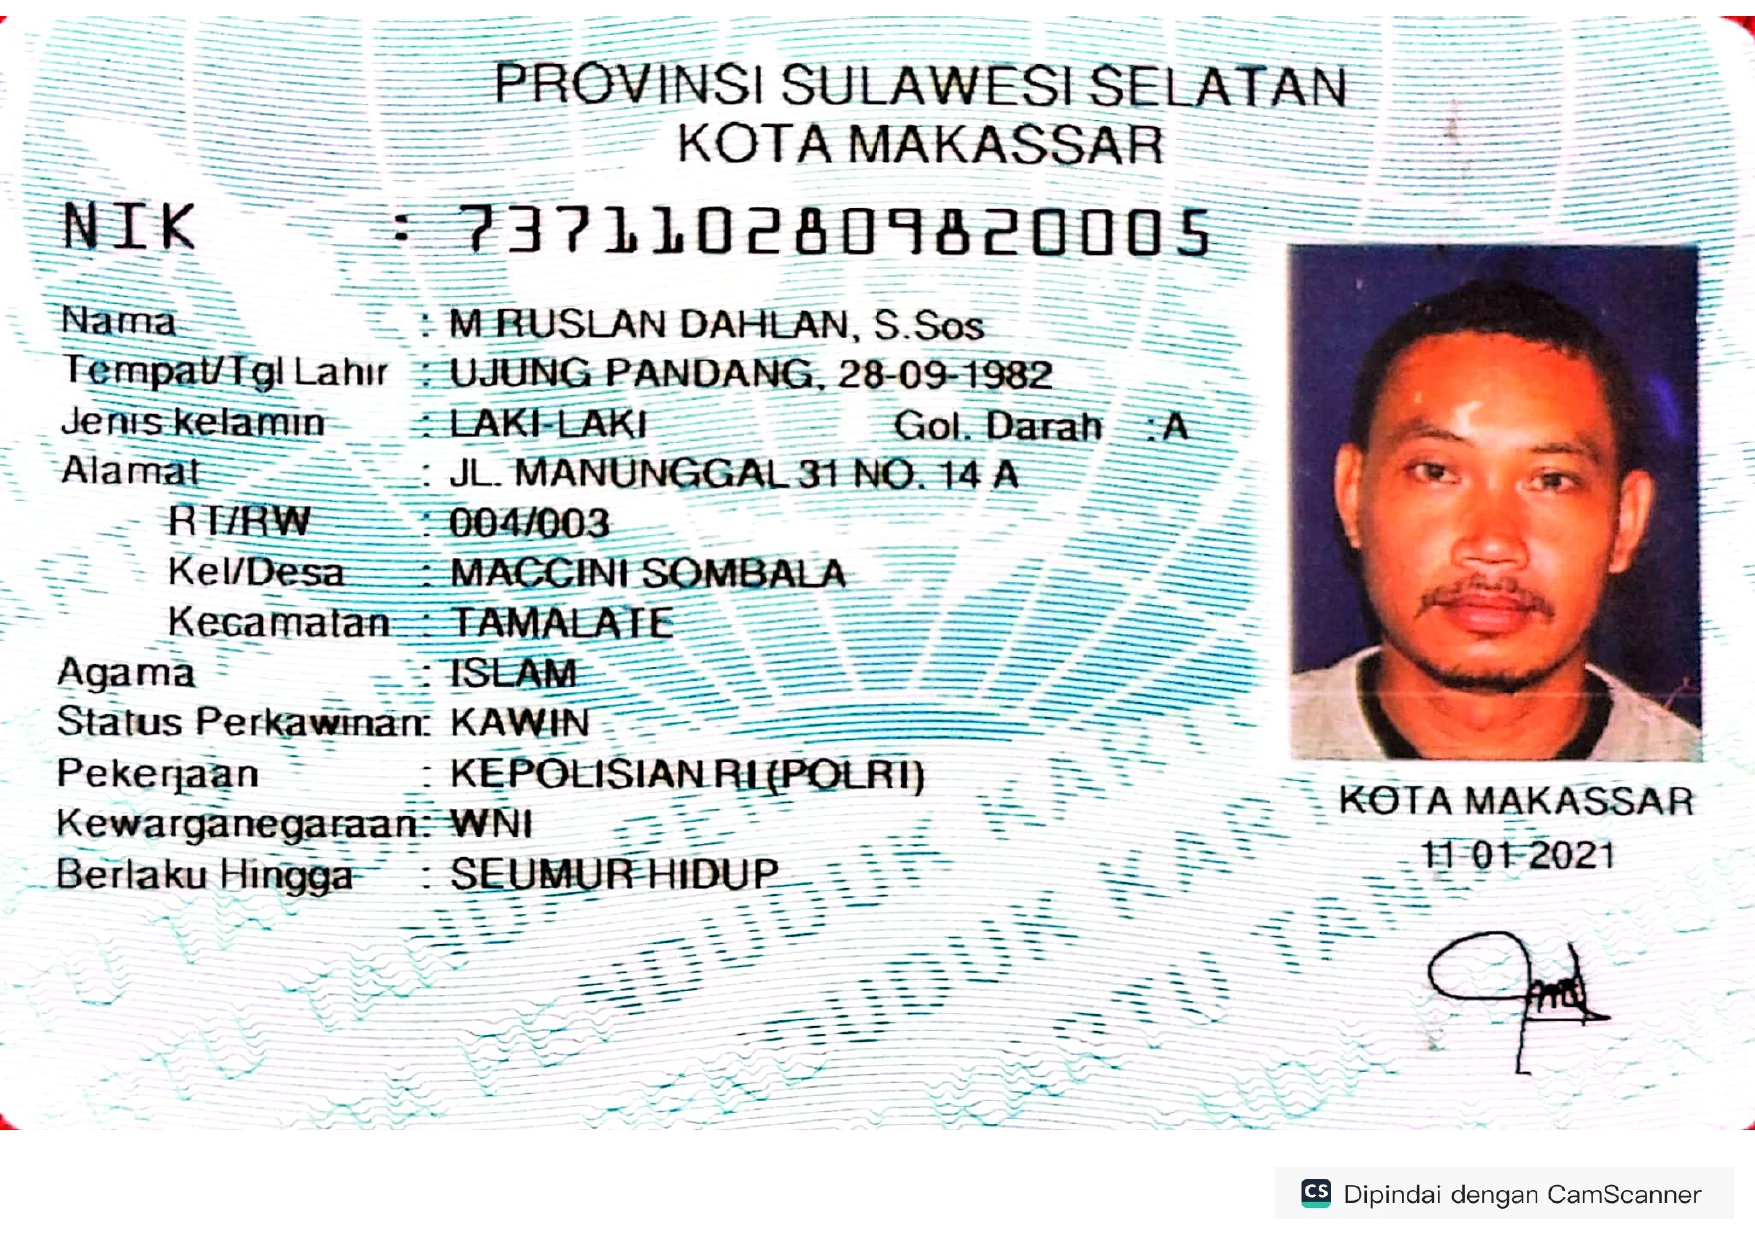 PROVINSI SULAWESI SELATAN
KOTA MAKASSAR
NIK : 7371102809820005
Nama : M RUSLAN DAHLAN, S.Sos
Tempat/Tgl Lahir : UJUNG PANDANG, 28-09-1982
Jenis kelamin : LAKI-LAKI Gol. Darah :A
Alamat : JL. MANUNGGAL 31 NO. 14 A
RT/RW : 004/003
Kel/Desa : MACCINI SOMBALA
Kecamatan : TAMALATE
Agama : ISLAM
Status Perkawinan: KAWIN
Pekerjaan : KEPOLISIAN RI (POLRI)
Kewarganegaraan: WNI
Berlaku Hingga : SEUMUR HIDUP
KOTA MAKASSAR
11-01-2021
CS Dipindai dengan CamScanner